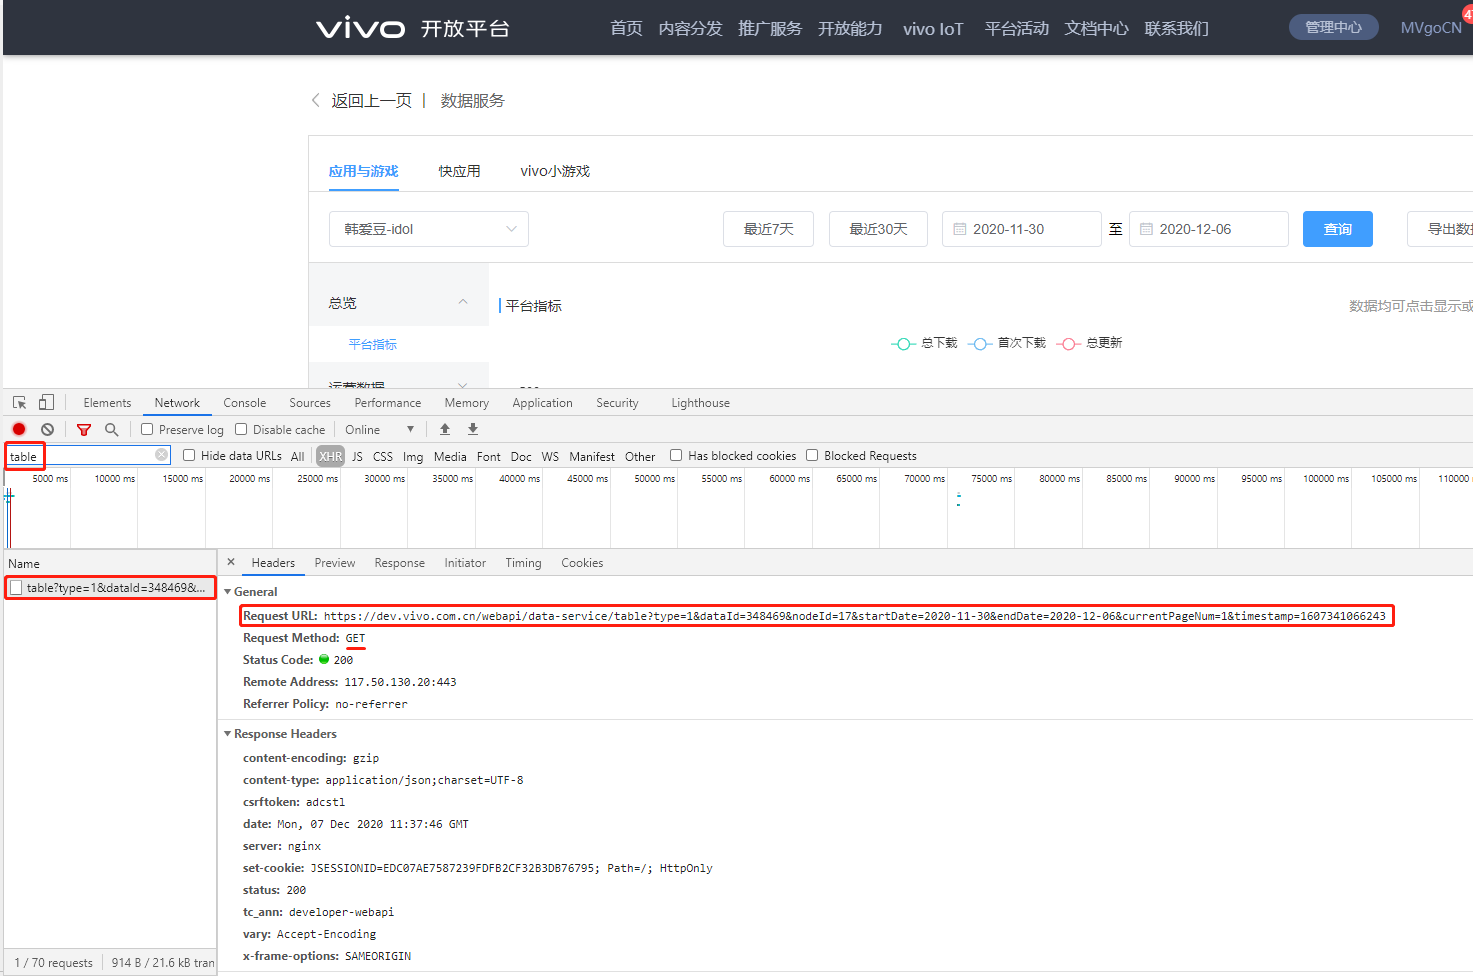 vivo 开放平台 首页 内容分发 推广服务 开放能力 vivo IoT 平台活动 文档中心 联系我们 管理中心 MVgoCN 47
返回上一页 | 数据服务
应用与游戏 快应用 vivo小游戏
韩爱豆-idol 最近7天 最近30天 2020-11-30 至 2020-12-06 查询 导出数据
总览 平台指标 数据均可点击显示或
平台指标 总下载 首次下载 总更新
运营数据
Elements Network Console Sources Performance Memory Application Security Lighthouse
Preserve log Disable cache Online
table Hide data URLs All XHR JS CSS Img Media Font Doc WS Manifest Other Has blocked cookies Blocked Requests
5000 ms 10000 ms 15000 ms 20000 ms 25000 ms 30000 ms 35000 ms 40000 ms 45000 ms 50000 ms 55000 ms 60000 ms 65000 ms 70000 ms 75000 ms 80000 ms 85000 ms 90000 ms 95000 ms 100000 ms 105000 ms 110000
Name × Headers Preview Response Initiator Timing Cookies
table?type=1&dataId=348469&...
General
Request URL: https://dev.vivo.com.cn/webapi/data-service/table?type=1&dataId=348469&nodeId=17&startDate=2020-11-30&endDate=2020-12-06&currentPageNum=1&timestamp=1607341066243
Request Method: GET
Status Code: 200
Remote Address: 117.50.130.20:443
Referrer Policy: no-referrer
Response Headers
content-encoding: gzip
content-type: application/json;charset=UTF-8
csrftoken: adcstl
date: Mon, 07 Dec 2020 11:37:46 GMT
server: nginx
set-cookie: JSESSIONID=EDC07AE7587239FDFB2CF32B3DB76795; Path=/; HttpOnly
status: 200
tc_ann: developer-webapi
vary: Accept-Encoding
x-frame-options: SAMEORIGIN
1 / 70 requests 914 B / 21.6 kB tran